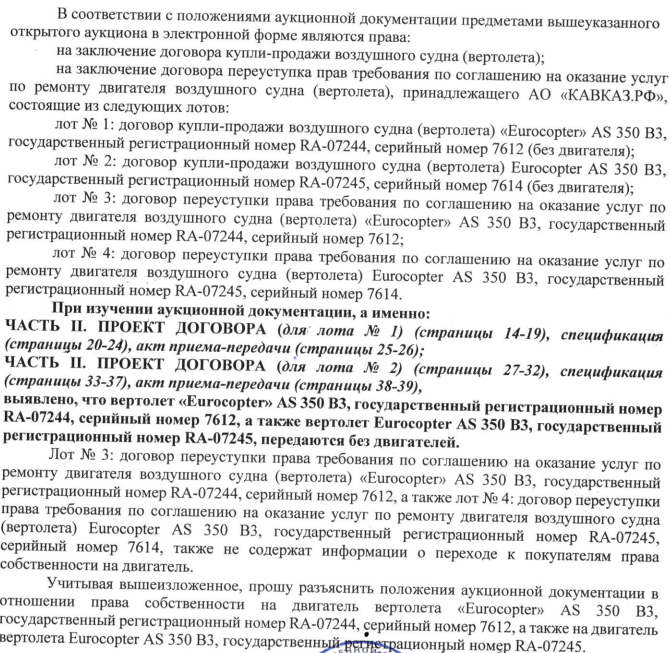 В соответствии с положениями аукционной документации предметами вышеуказанного
открытого аукциона в электронной форме являются права:
на заключение договора купли-продажи воздушного судна (вертолета);
на заключение договора переуступка прав требования по соглашению на оказание услуг
по ремонту двигателя воздушного судна (вертолета), принадлежащего АО «КАВКАЗ.РФ»,
состоящие из следующих лотов:
лот № 1: договор купли-продажи воздушного судна (вертолета) «Eurocopter» AS 350 B3,
государственный регистрационный номер RA-07244, серийный номер 7612 (без двигателя);
лот № 2: договор купли-продажи воздушного судна (вертолета) Eurocopter AS 350 B3,
государственный регистрационный номер RA-07245, серийный номер 7614 (без двигателя);
лот № 3: договор переуступки права требования по соглашению на оказание услуг по
ремонту двигателя воздушного судна (вертолета) «Eurocopter» AS 350 B3, государственный
регистрационный номер RA-07244, серийный номер 7612;
лот № 4: договор переуступки права требования по соглашению на оказание услуг по
ремонту двигателя воздушного судна (вертолета) Eurocopter AS 350 B3, государственный
регистрационный номер RA-07245, серийный номер 7614.
При изучении аукционной документации, а именно:
ЧАСТЬ II. ПРОЕКТ ДОГОВОРА (для лота № 1) (страницы 14-19), спецификация
(страницы 20-24), акт приема-передачи (страницы 25-26);
ЧАСТЬ II. ПРОЕКТ ДОГОВОРА (для лота № 2) (страницы 27-32), спецификация
(страницы 33-37), акт приема-передачи (страницы 38-39),
выявлено, что вертолет «Eurocopter» AS 350 B3, государственный регистрационный номер
RA-07244, серийный номер 7612, а также вертолет Eurocopter AS 350 B3, государственный
регистрационный номер RA-07245, передаются без двигателей.
Лот № 3: договор переуступки права требования по соглашению на оказание услуг по
ремонту двигателя воздушного судна (вертолета) «Eurocopter» AS 350 B3, государственный
регистрационный номер RA-07244, серийный номер 7612, а также лот № 4: договор переуступки
права требования по соглашению на оказание услуг по ремонту двигателя воздушного судна
(вертолета) Eurocopter AS 350 B3, государственный регистрационный номер RA-07245,
серийный номер 7614, также не содержат информации о переходе к покупателям права
собственности на двигатель.
Учитывая вышеизложенное, прошу разъяснить положения аукционной документации в
отношении права собственности на двигатель вертолета «Eurocopter» AS 350 B3,
государственный регистрационный номер RA-07244, серийный номер 7612, а также на двигатель
вертолета Eurocopter AS 350 B3, государственный регистрационный номер RA-07245.